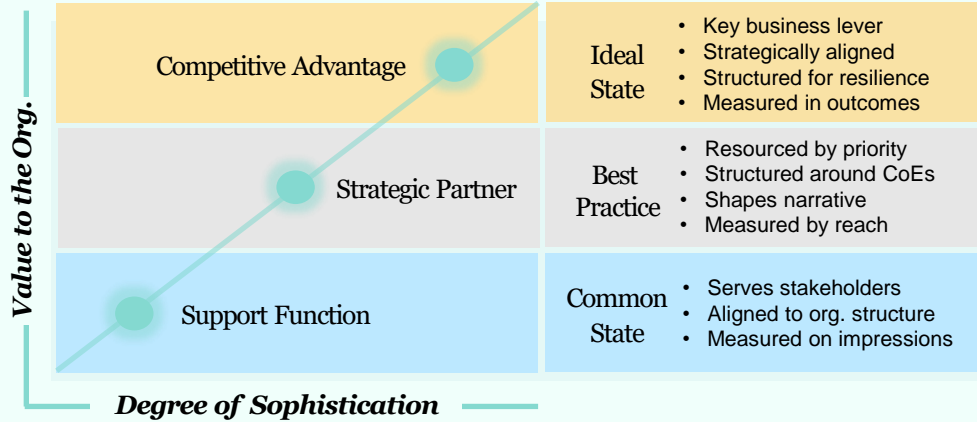 Value to the Org.
Competitive Advantage
Ideal
State
• Key business lever
• Strategically aligned
• Structured for resilience
• Measured in outcomes
Strategic Partner
Best
Practice
• Resourced by priority
• Structured around CoEs
• Shapes narrative
• Measured by reach
Support Function
Common
State
• Serves stakeholders
• Aligned to org. structure
• Measured on impressions
Degree of Sophistication